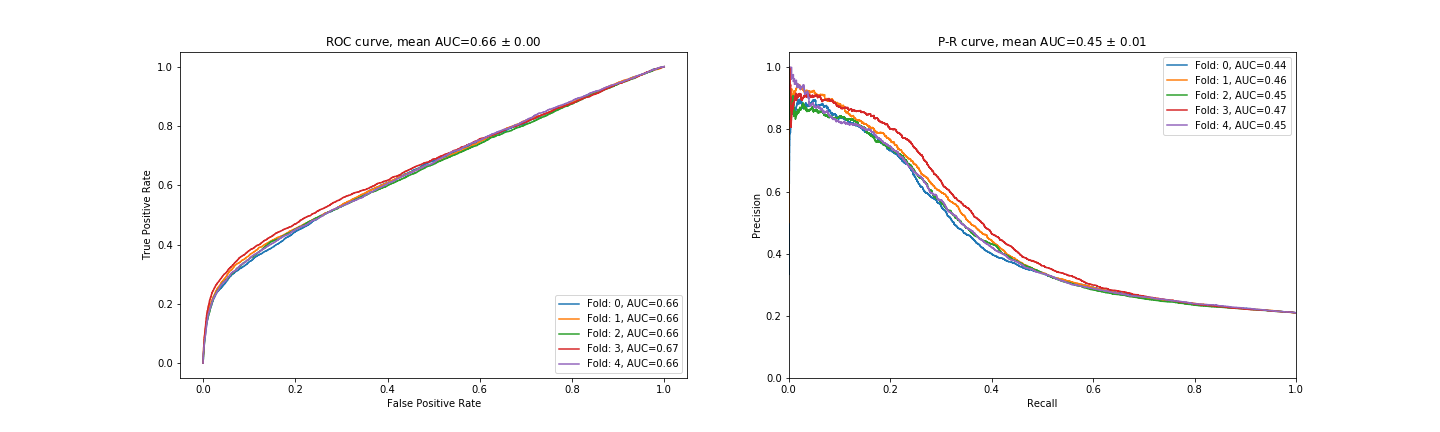 ROC curve, mean AUC=0.66 ± 0.00
True Positive Rate
1.0
0.8
0.6
0.4
0.2
0.0
Fold: 0, AUC=0.66
Fold: 1, AUC=0.66
Fold: 2, AUC=0.66
Fold: 3, AUC=0.67
Fold: 4, AUC=0.66
0.0 0.2 0.4 0.6 0.8 1.0
False Positive Rate
P-R curve, mean AUC=0.45 ± 0.01
Precision
1.0
0.8
0.6
0.4
0.2
0.0
Fold: 0, AUC=0.44
Fold: 1, AUC=0.46
Fold: 2, AUC=0.45
Fold: 3, AUC=0.47
Fold: 4, AUC=0.45
0.0 0.2 0.4 0.6 0.8 1.0
Recall